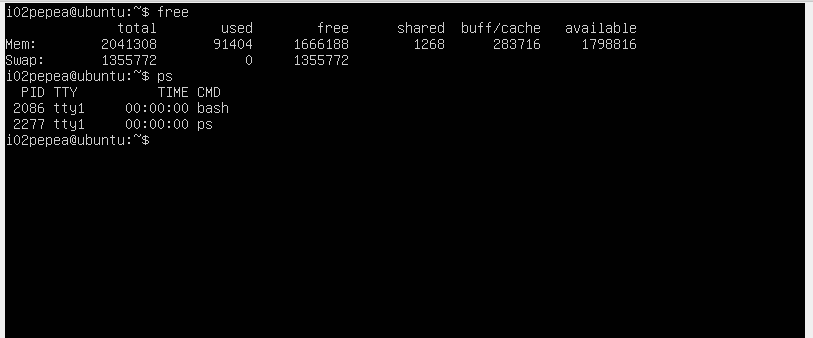 i02pepea@ubuntu:~$ free
              total        used        free      shared  buff/cache   available
Mem:        2041308       91404     1666188        1268      283716     1798816
Swap:       1355772           0     1355772
i02pepea@ubuntu:~$ ps
  PID TTY          TIME CMD
 2086 tty1     00:00:00 bash
 2277 tty1     00:00:00 ps
i02pepea@ubuntu:~$